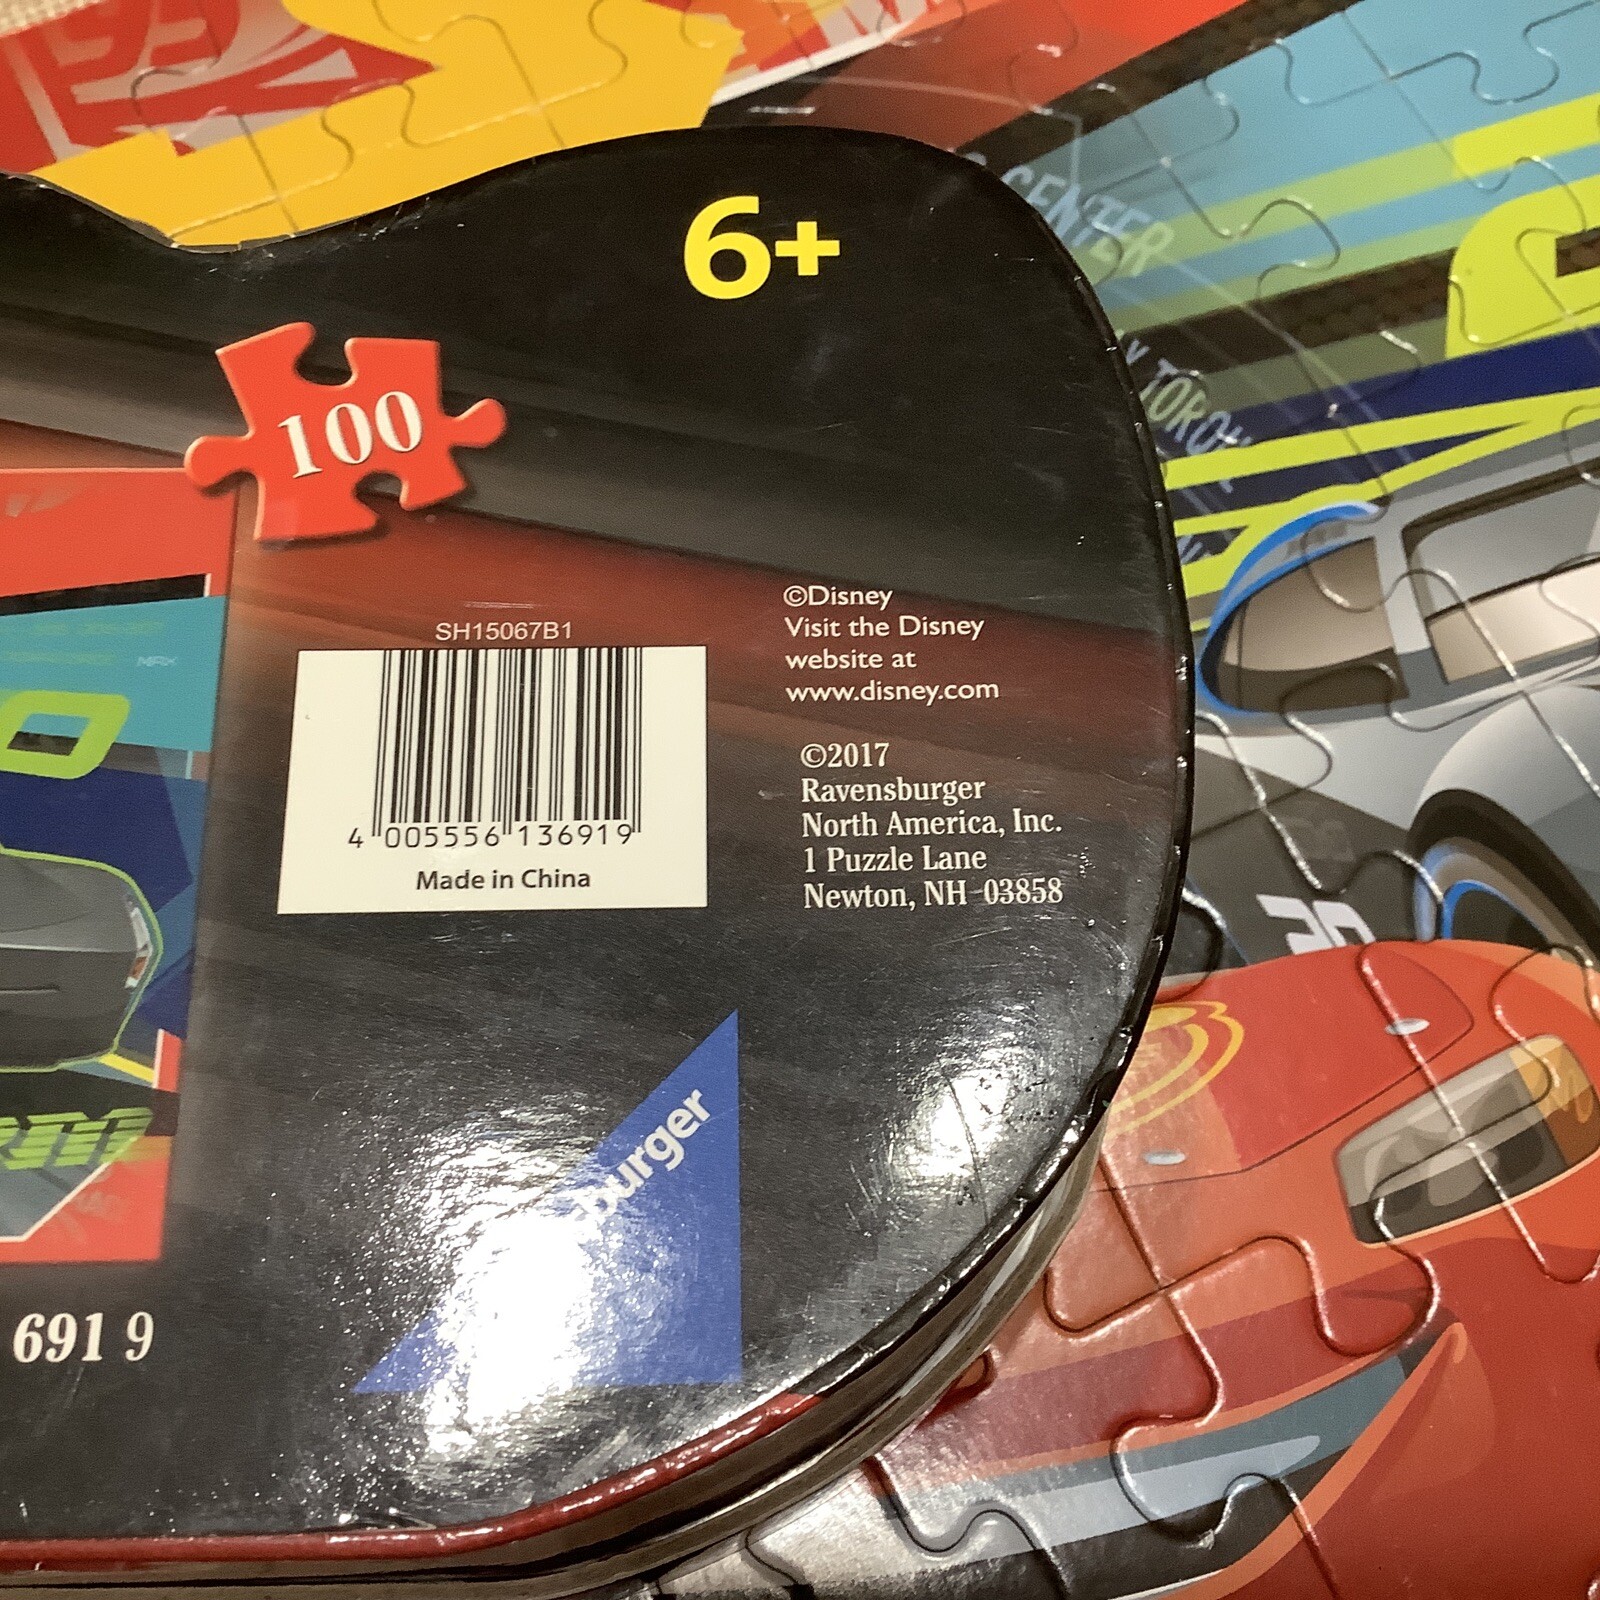 6+
100
SH15067B1
4 005556 136919
Made in China
©Disney
Visit the Disney
website at
www.disney.com
©2017
Ravensburger
North America, Inc.
1 Puzzle Lane
Newton, NH 03858
burger
691 9
CENTER